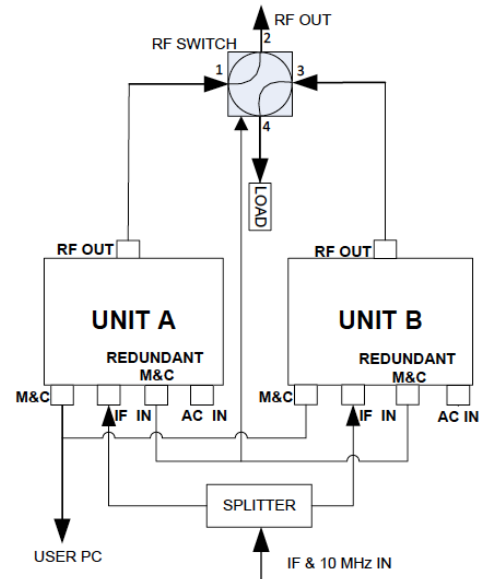 RF OUT
RF SWITCH
2
1
3
4
LOAD
RF OUT
RF OUT
UNIT A
UNIT B
REDUNDANT
M&C
REDUNDANT
M&C
M&C
IF IN
AC IN
M&C
IF IN
AC IN
SPLITTER
USER PC
IF & 10 MHz IN